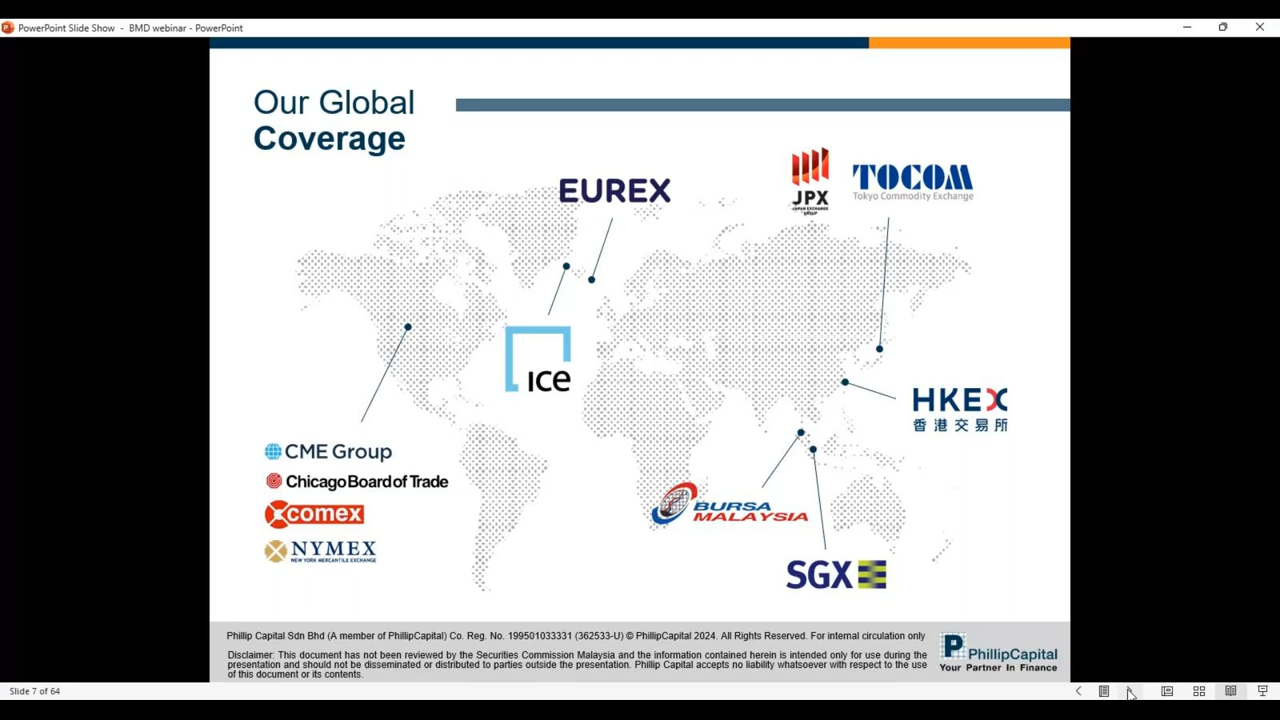 PowerPoint Slide Show - BMD webinar - PowerPoint
Our Global
Coverage
EUREX
JPX
JAPAN EXCHANGE
GROUP
TOCOM
Tokyo Commodity Exchange
ice
HKEX
香港交易所
CME Group
Chicago Board of Trade
comex
NYMEX
NEW YORK MERCANTILE EXCHANGE
BURSA
MALAYSIA
SGX
Phillip Capital Sdn Bhd (A member of PhillipCapital) Co. Reg. No. 199501033331 (362533-U) © PhillipCapital 2024. All Rights Reserved. For internal circulation only
Disclaimer: This document has not been reviewed by the Securities Commission Malaysia and the information contained herein is intended only for use during the
presentation and should not be disseminated or distributed to parties outside the presentation. Phillip Capital accepts no liability whatsoever with respect to the use
of this document or its contents.
P PhillipCapital
Your Partner In Finance
Slide 7 of 64